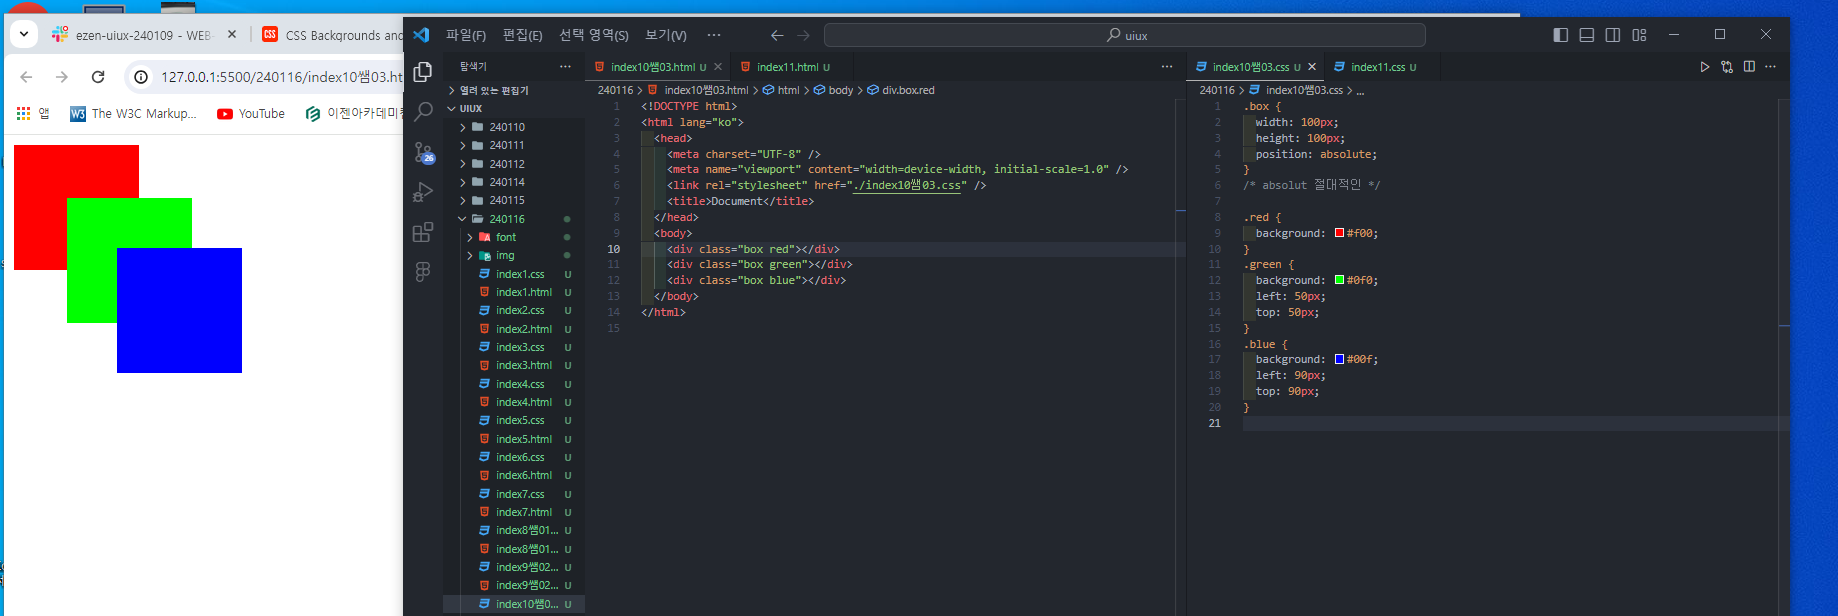 ezen-uiux-240109 - WEB-
CSS Backgrounds and
127.0.0.1:5500/240116/index10쌤03.ht
앱
The W3C Markup...
YouTube
이젠아카데미
파일(F) 편집(E) 선택 영역(S) 보기(V) ···
uiux
탐색기 ···
열려 있는 편집기
UIUX
240110
240111
240112
240114
240115
240116
font
img
index1.css U
index1.html U
index2.css U
index2.html U
index3.css U
index3.html U
index4.css U
index4.html U
index5.css U
index5.html U
index6.css U
index6.html U
index7.css U
index7.html U
index8쌤01... U
index8쌤01... U
index9쌤02... U
index9쌤02... U
index10쌤0... U
26
index10쌤03.html U
index11.html U
240116 > index10쌤03.html > html > body > div.box.red
1 <!DOCTYPE html>
2 <html lang="ko">
3 <head>
4 <meta charset="UTF-8" />
5 <meta name="viewport" content="width=device-width, initial-scale=1.0" />
6 <link rel="stylesheet" href="./index10쌤03.css" />
7 <title>Document</title>
8 </head>
9 <body>
10 <div class="box red"></div>
11 <div class="box green"></div>
12 <div class="box blue"></div>
13 </body>
14 </html>
15
index10쌤03.css U
index11.css U
240116 > index10쌤03.css > ...
1 .box {
2 width: 100px;
3 height: 100px;
4 position: absolute;
5 }
6 /* absolut 절대적인 */
7
8 .red {
9 background: #f00;
10 }
11 .green {
12 background: #0f0;
13 left: 50px;
14 top: 50px;
15 }
16 .blue {
17 background: #00f;
18 left: 90px;
19 top: 90px;
20 }
21